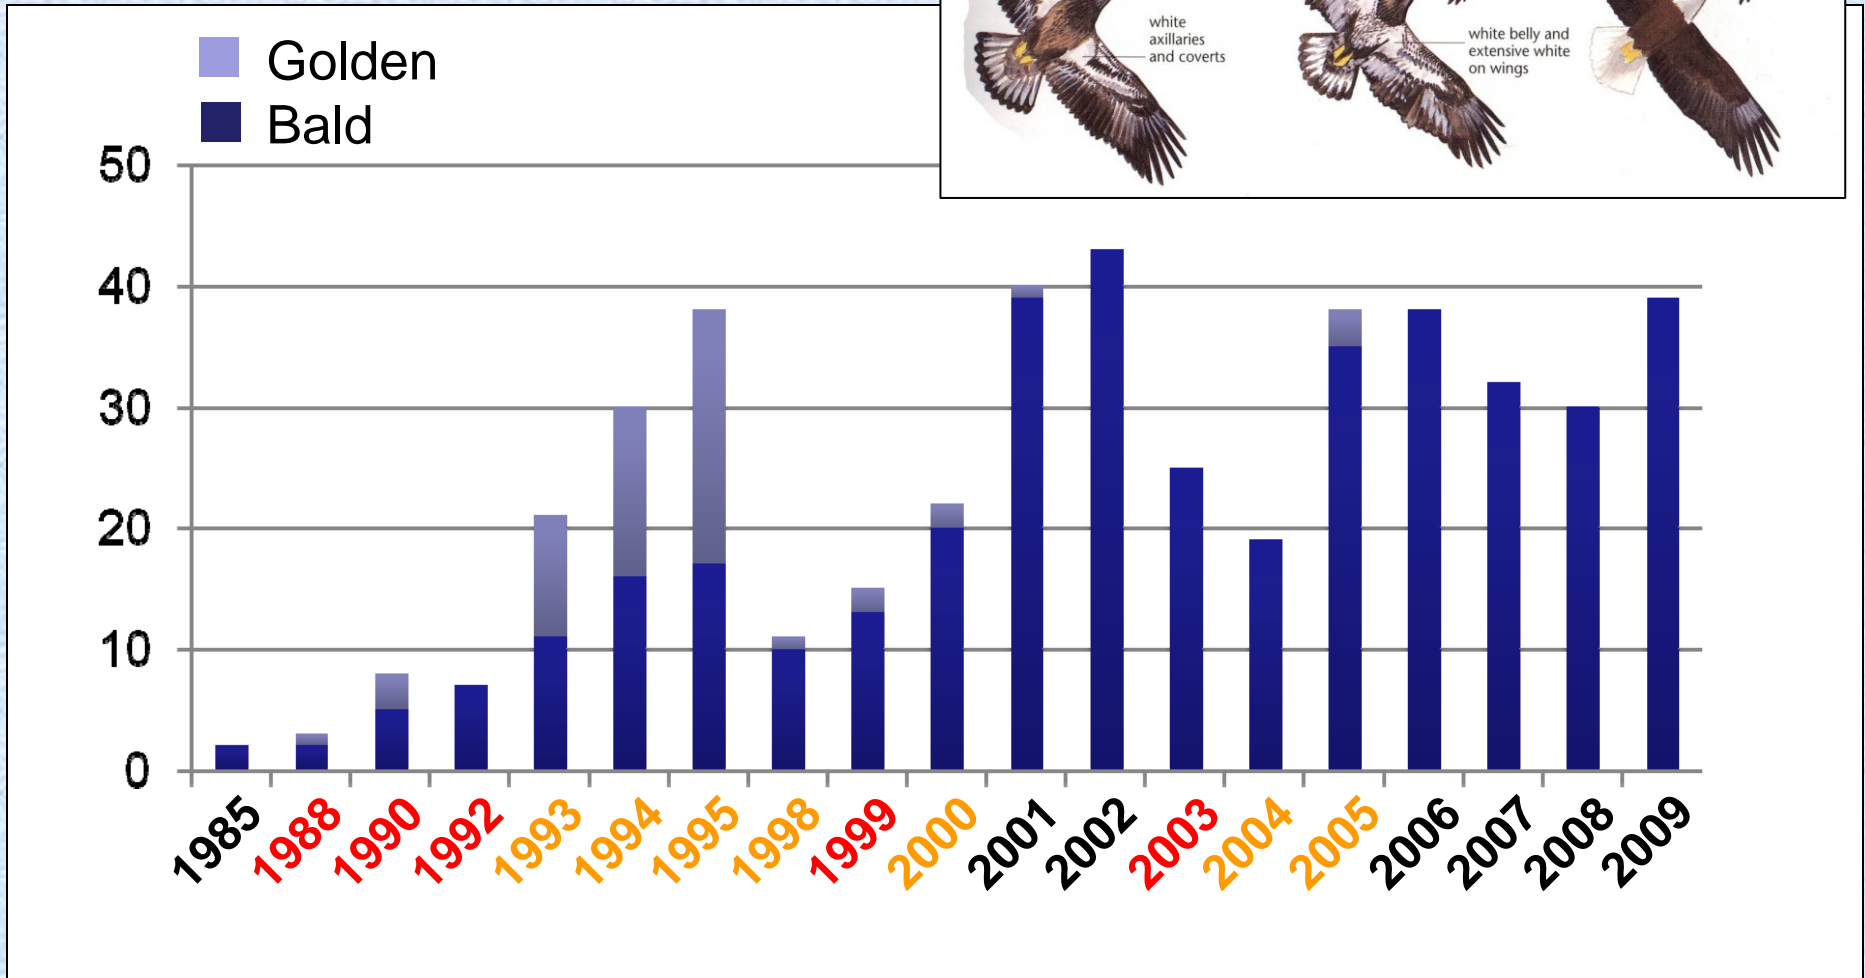 white
axillaries
and coverts
white belly and
extensive white
on wings
Golden
Bald
50
40
30
20
10
0
1985 1988 1990 1992 1993 1994 1995 1998 1999 2000 2001 2002 2003 2004 2005 2006 2007 2008 2009